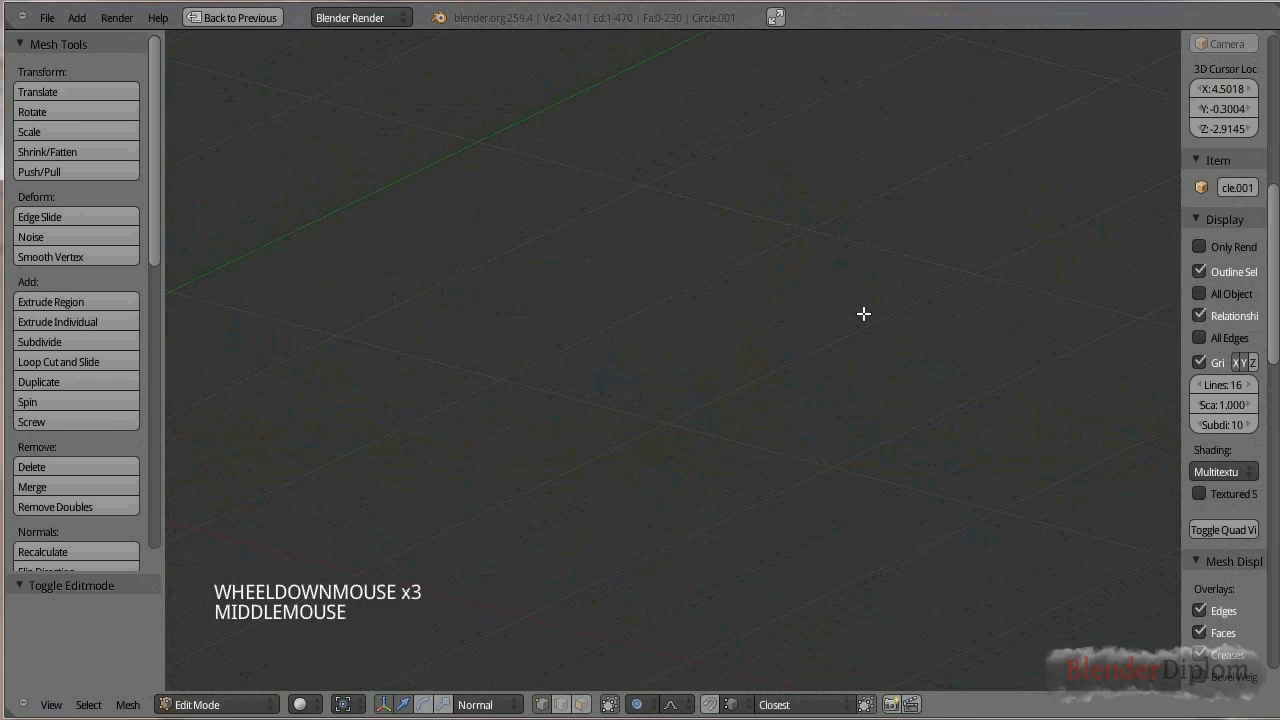 File Add Render Help Back to Previous Blender Render blender.org 259.4 | Ve:2-241 | Ed:1-470 | Fa:0-230 | Circle.001
Mesh Tools
Transform:
Translate
Rotate
Scale
Shrink/Fatten
Push/Pull
Deform:
Edge Slide
Noise
Smooth Vertex
Add:
Extrude Region
Extrude Individual
Subdivide
Loop Cut and Slide
Duplicate
Spin
Screw
Remove:
Delete
Merge
Remove Doubles
Normals:
Recalculate
Flip Direction
Toggle Editmode
WHEELDOWNMOUSE x3
MIDDLEMOUSE
Camera
3D Cursor Loc
X: 4.5018
Y: -0.3004
Z: -2.9145
Item
cle.001
Display
Only Rend
Outline Sel
All Object
Relationshi
All Edges
Gri X Y Z
Lines: 16
Sca: 1.000
Subdi: 10
Shading:
Multitextu
Textured S
Toggle Quad Vi
Mesh Displ
Overlays:
Edges
Faces
Creases
Bevel Weig
BlenderDiplom
View Select Mesh Edit Mode Normal Closest